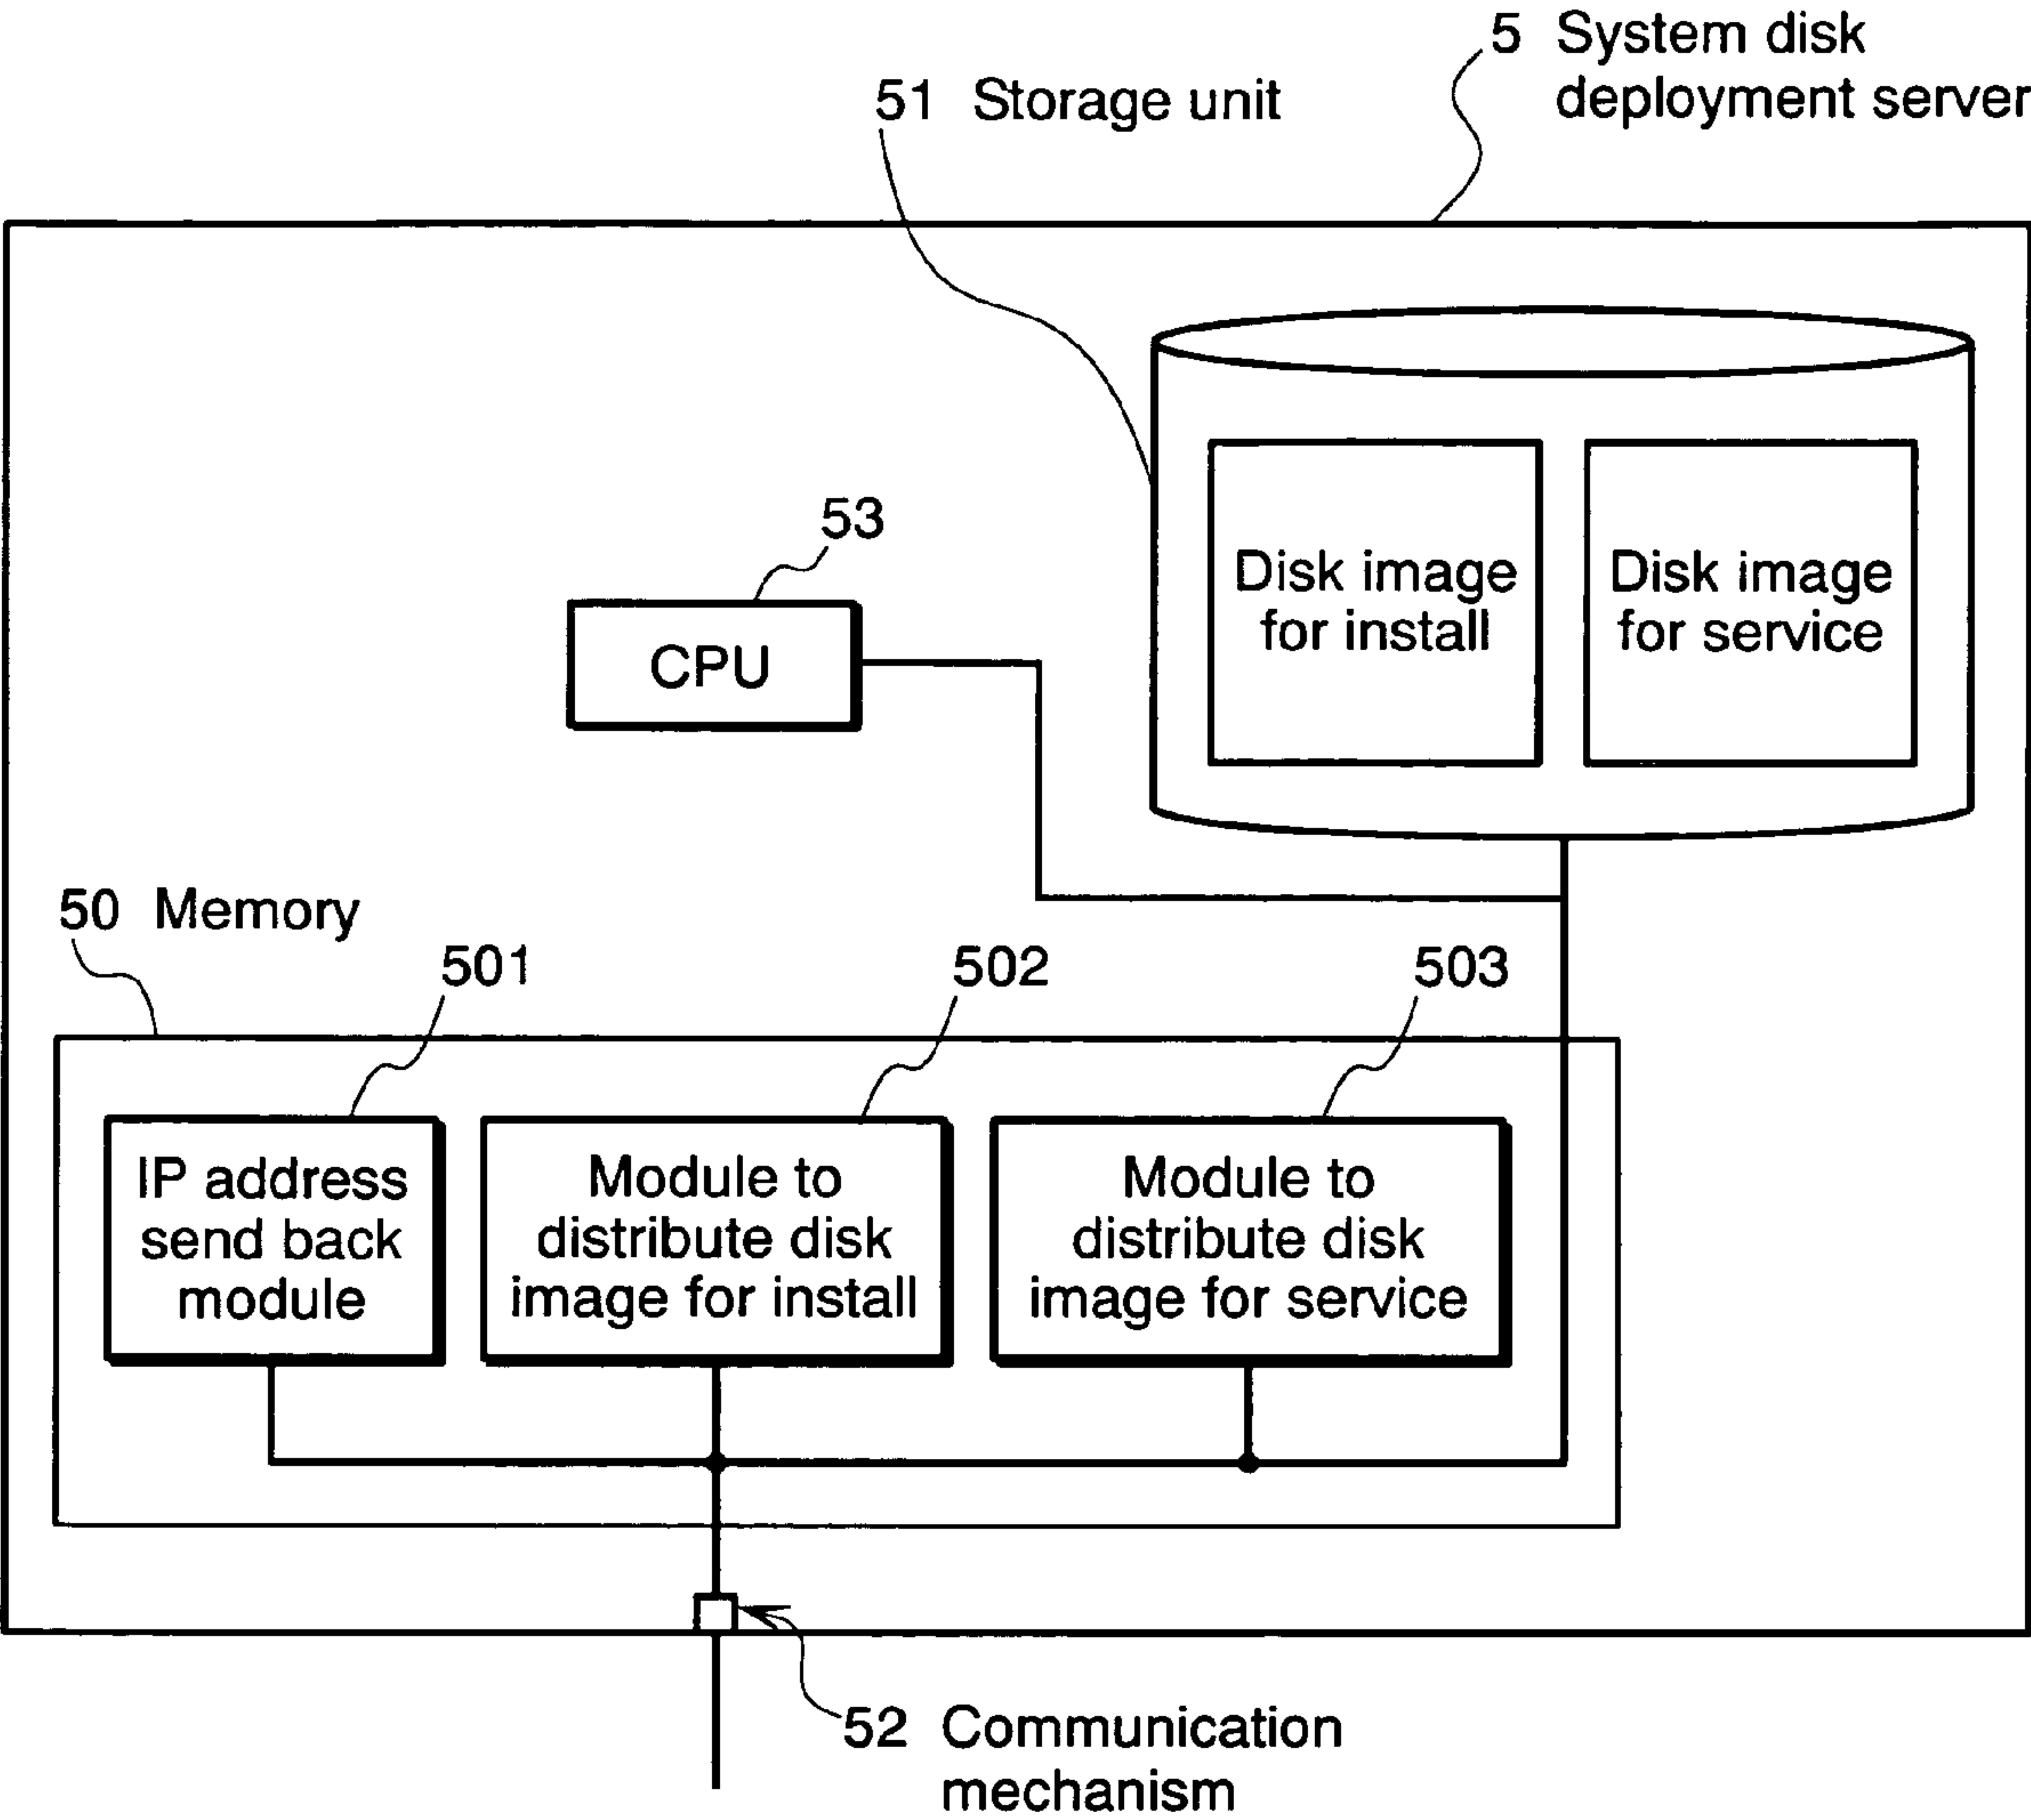 5 System disk
deployment server
51 Storage unit
53
CPU
Disk image
for install
Disk image
for service
50 Memory
501
502
503
IP address
send back
module
Module to
distribute disk
image for install
Module to
distribute disk
image for service
52 Communication
mechanism